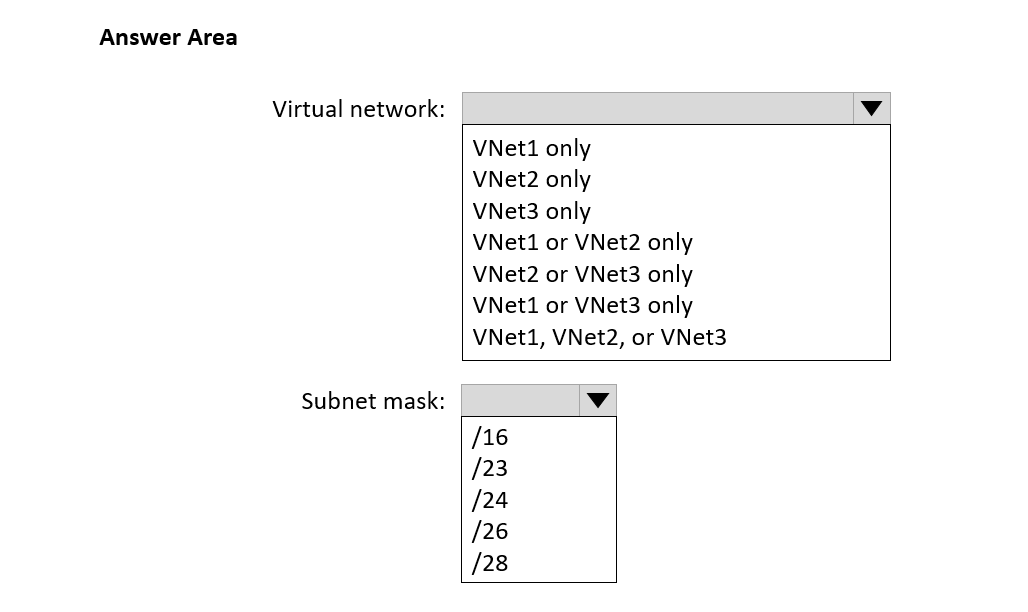 Answer Area
Virtual network:
VNet1 only
VNet2 only
VNet3 only
VNet1 or VNet2 only
VNet2 or VNet3 only
VNet1 or VNet3 only
VNet1, VNet2, or VNet3
Subnet mask:
/16
/23
/24
/26
/28